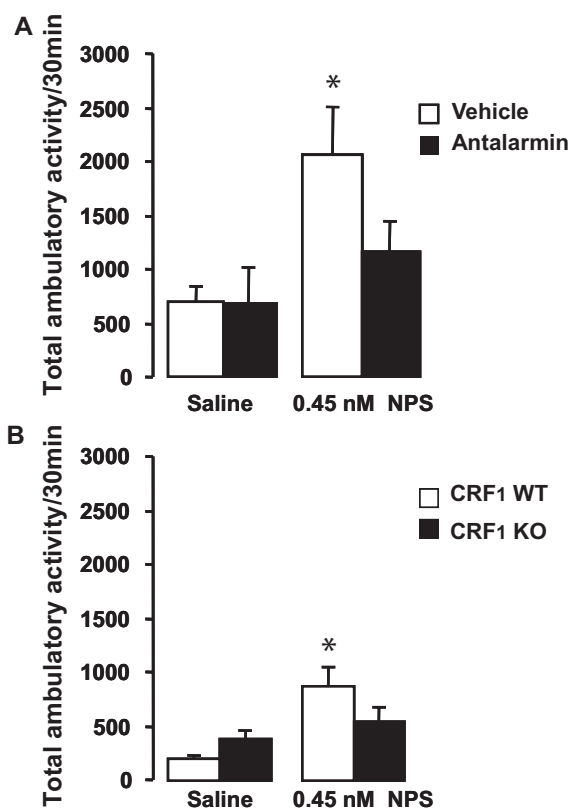 A
Total ambulatory activity/30min
3000
2500
2000
1500
1000
500
0
*
Vehicle
Antalarmin
Saline
0.45 nM NPS
B
Total ambulatory activity/30min
3000
2500
2000
1500
1000
500
0
*
CRF1 WT
CRF1 KO
Saline
0.45 nM NPS